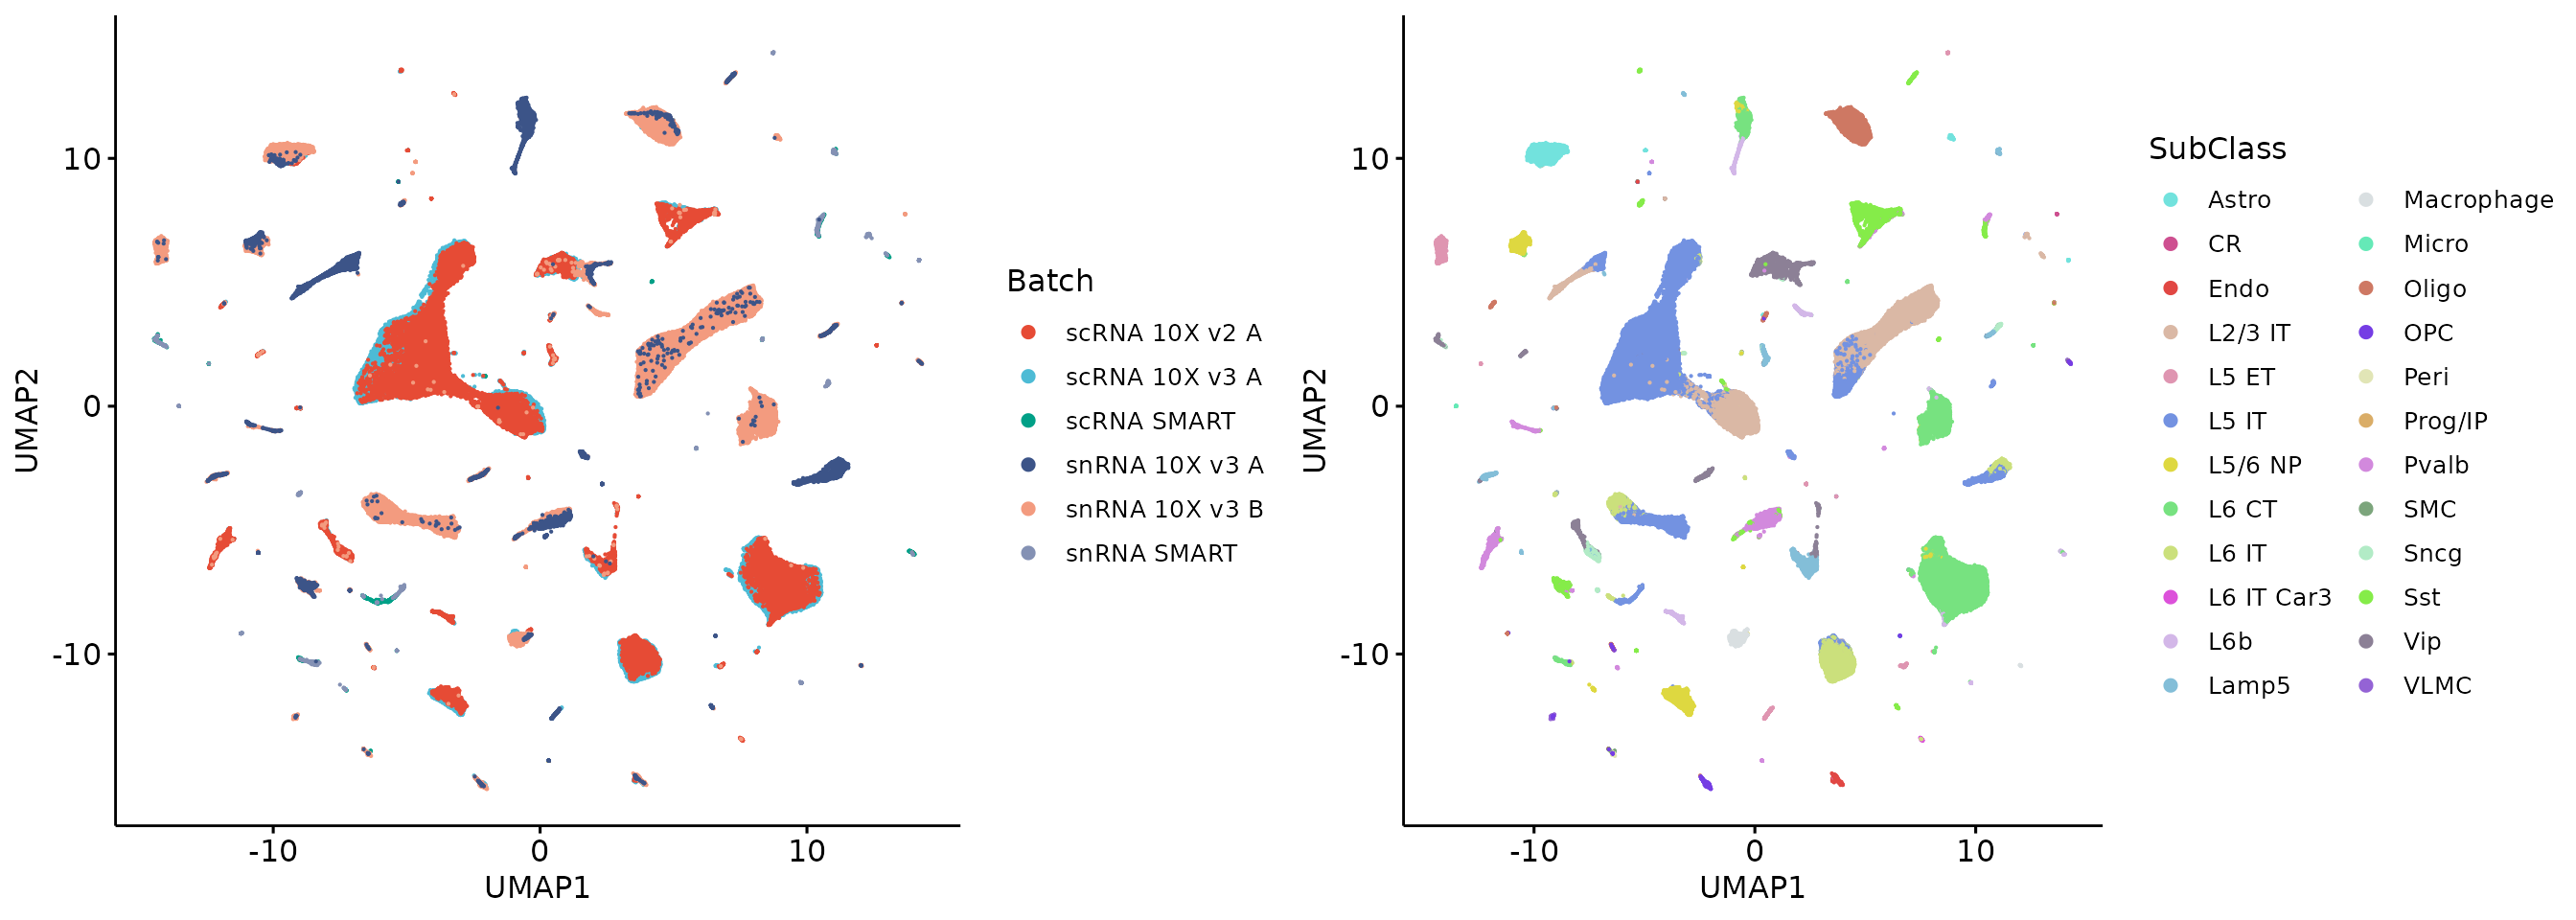 UMAP2
10
0
-10
-10
0
10
UMAP1
Batch
scRNA 10X v2 A
scRNA 10X v3 A
scRNA SMART
snRNA 10X v3 A
snRNA 10X v3 B
snRNA SMART
UMAP2
10
0
-10
-10
0
10
UMAP1
SubClass
Astro
CR
Endo
L2/3 IT
L5 ET
L5 IT
L5/6 NP
L6 CT
L6 IT
L6 IT Car3
L6b
Lamp5
Macrophage
Micro
Oligo
OPC
Peri
Prog/IP
Pvalb
SMC
Sncg
Sst
Vip
VLMC